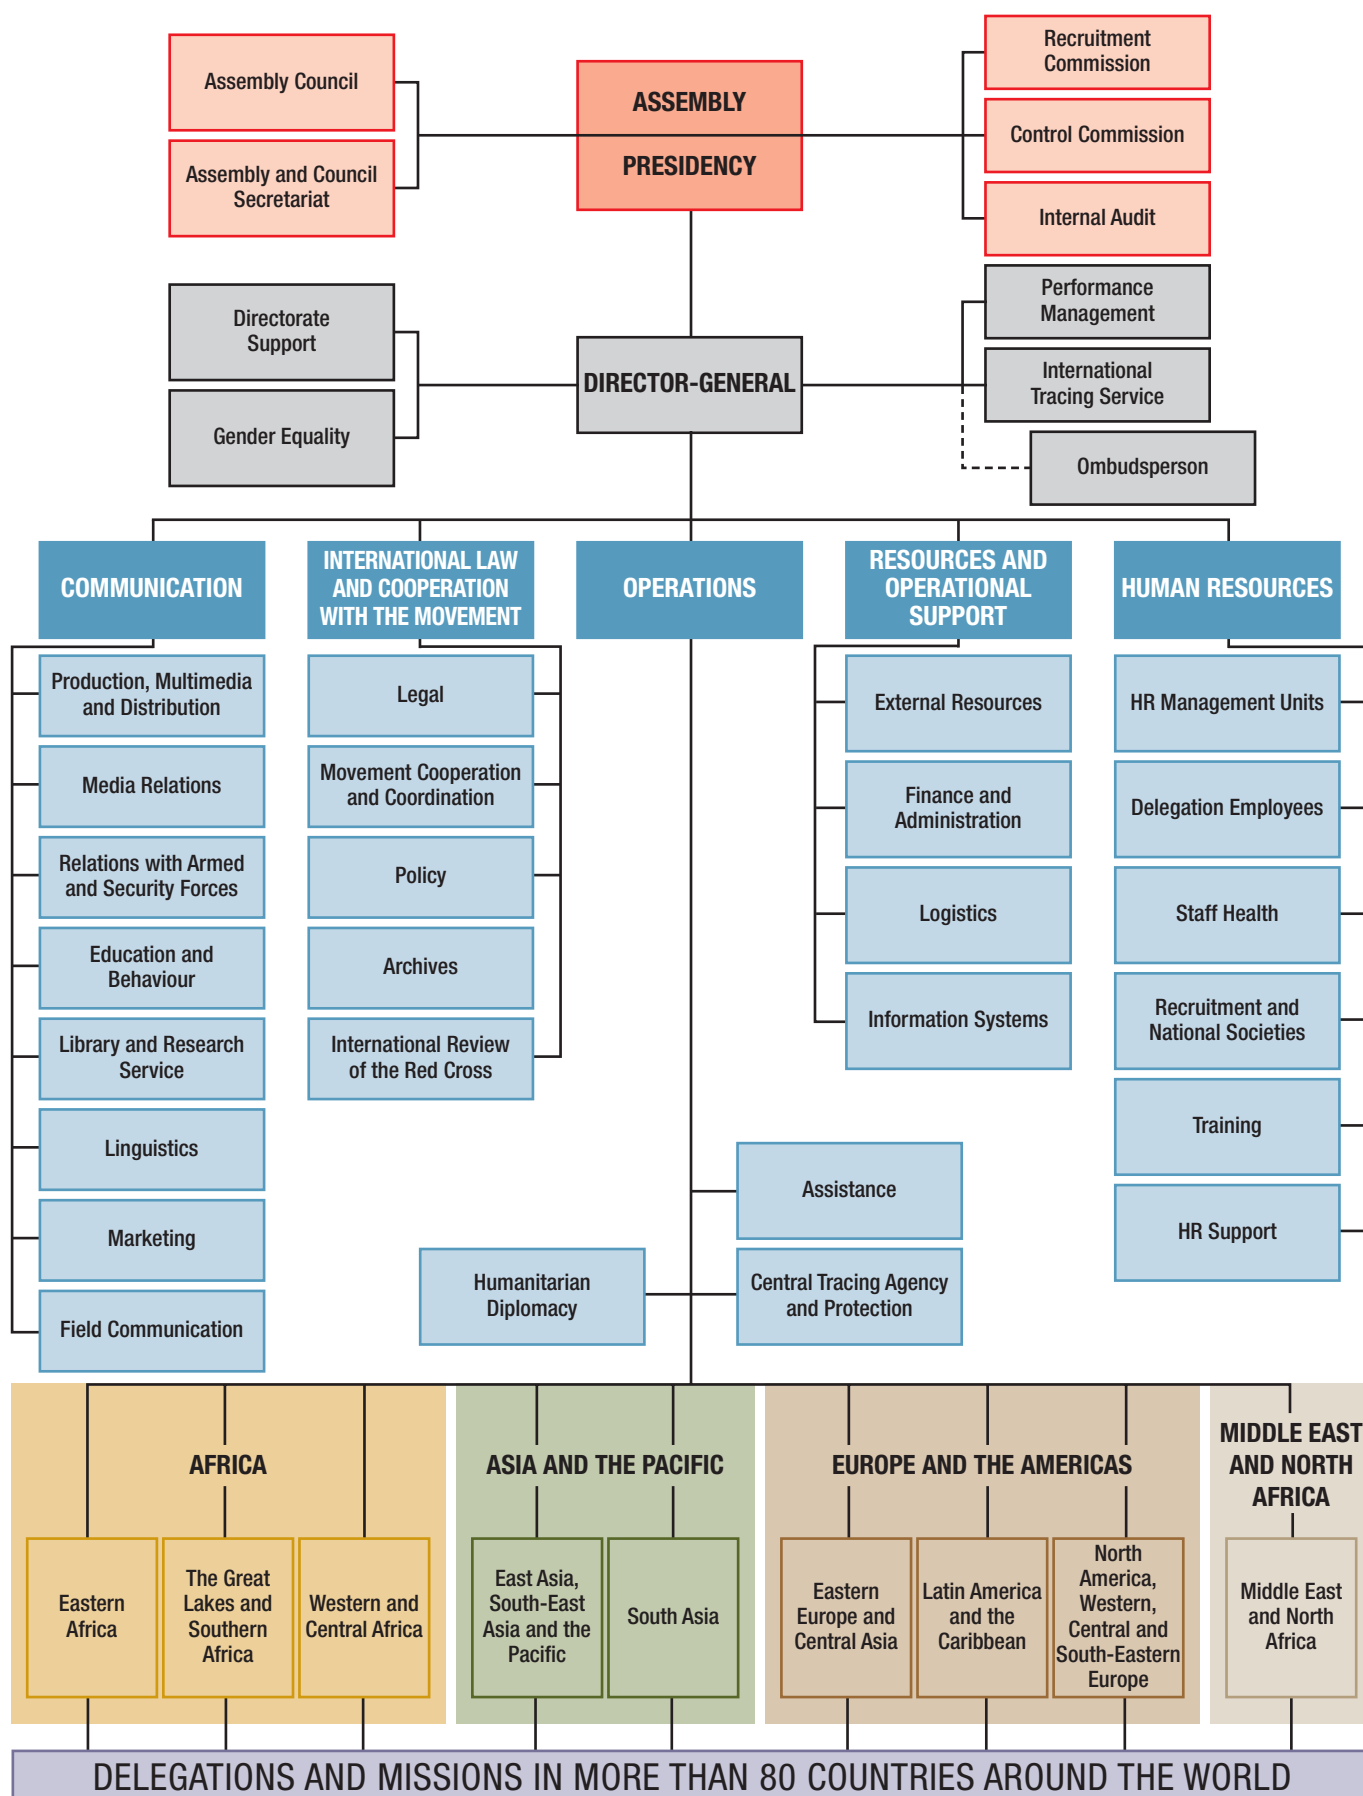 Assembly Council
Assembly and Council
Secretariat
ASSEMBLY
PRESIDENCY
Recruitment
Commission
Control Commission
Internal Audit
Directorate
Support
Gender Equality
DIRECTOR-GENERAL
Performance
Management
International
Tracing Service
Ombudsperson
COMMUNICATION
Production, Multimedia
and Distribution
Media Relations
Relations with Armed
and Security Forces
Education and
Behaviour
Library and Research
Service
Linguistics
Marketing
Field Communication
INTERNATIONAL LAW
AND COOPERATION
WITH THE MOVEMENT
Legal
Movement Cooperation
and Coordination
Policy
Archives
International Review
of the Red Cross
OPERATIONS
Assistance
Humanitarian
Diplomacy
Central Tracing Agency
and Protection
RESOURCES AND
OPERATIONAL
SUPPORT
External Resources
Finance and
Administration
Logistics
Information Systems
HUMAN RESOURCES
HR Management Units
Delegation Employees
Staff Health
Recruitment and
National Societies
Training
HR Support
AFRICA
Eastern
Africa
The Great
Lakes and
Southern
Africa
Western and
Central Africa
ASIA AND THE PACIFIC
East Asia,
South-East
Asia and the
Pacific
South Asia
EUROPE AND THE AMERICAS
Eastern
Europe and
Central Asia
Latin America
and the
Caribbean
North
America,
Western,
Central and
South-Eastern
Europe
MIDDLE EAST
AND NORTH
AFRICA
Middle East
and North
Africa
DELEGATIONS AND MISSIONS IN MORE THAN 80 COUNTRIES AROUND THE WORLD